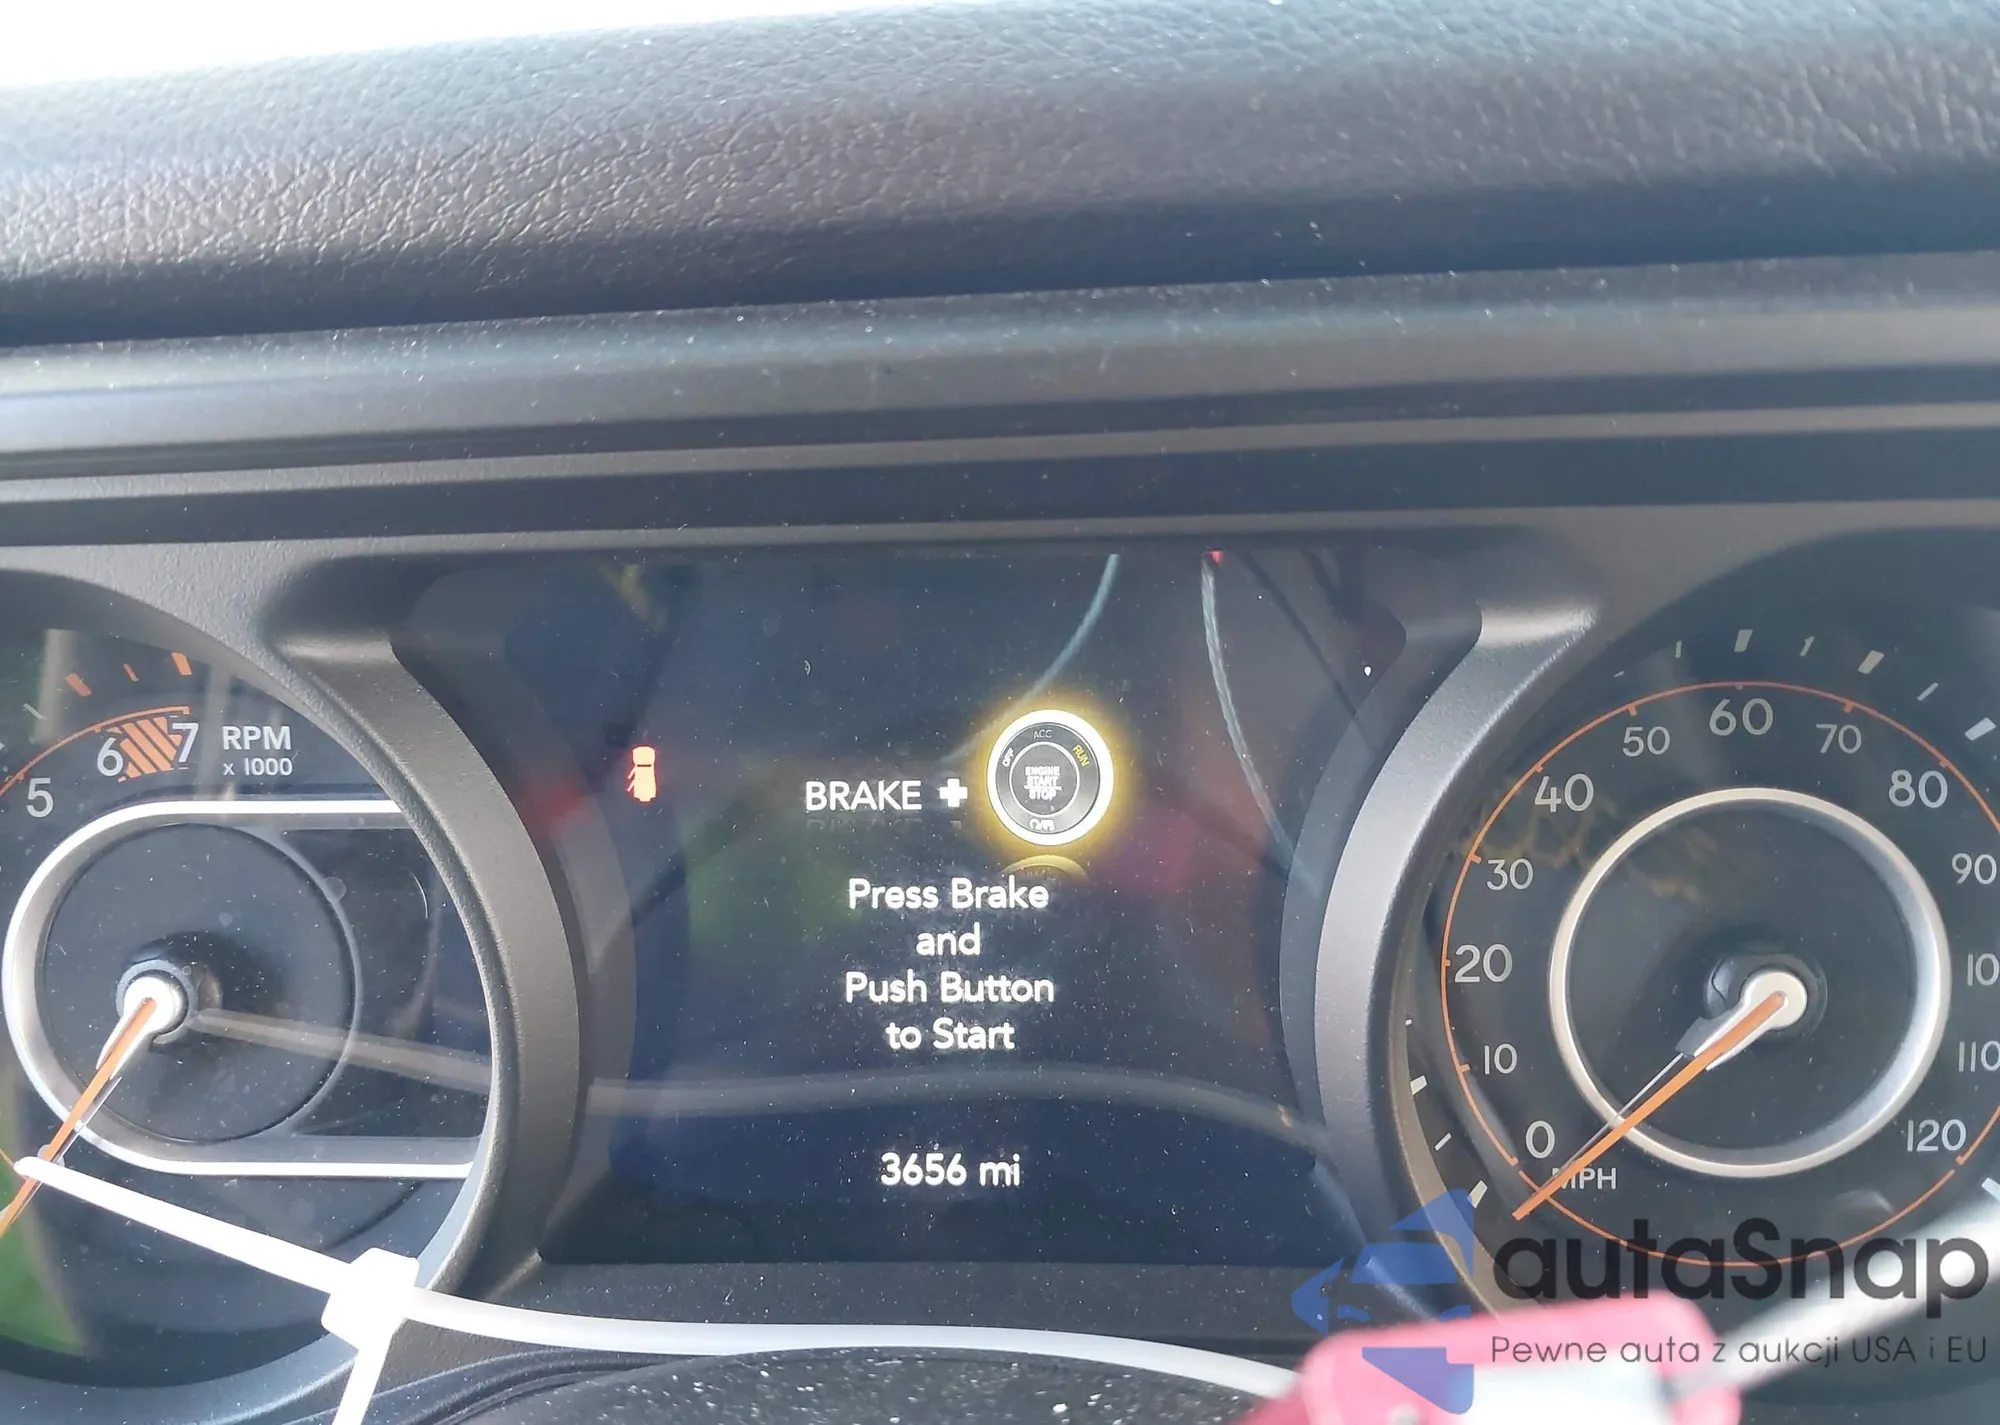 5
6
7
RPM
x 1000
BRAKE +
ACC
OFF
RUN
ENGINE
START
STOP
Press Brake
and
Push Button
to Start
3656 mi
0
10
20
30
40
50
60
70
80
90
10
110
120
MPH
autaSnap
Pewne auta z aukcji USA i EU